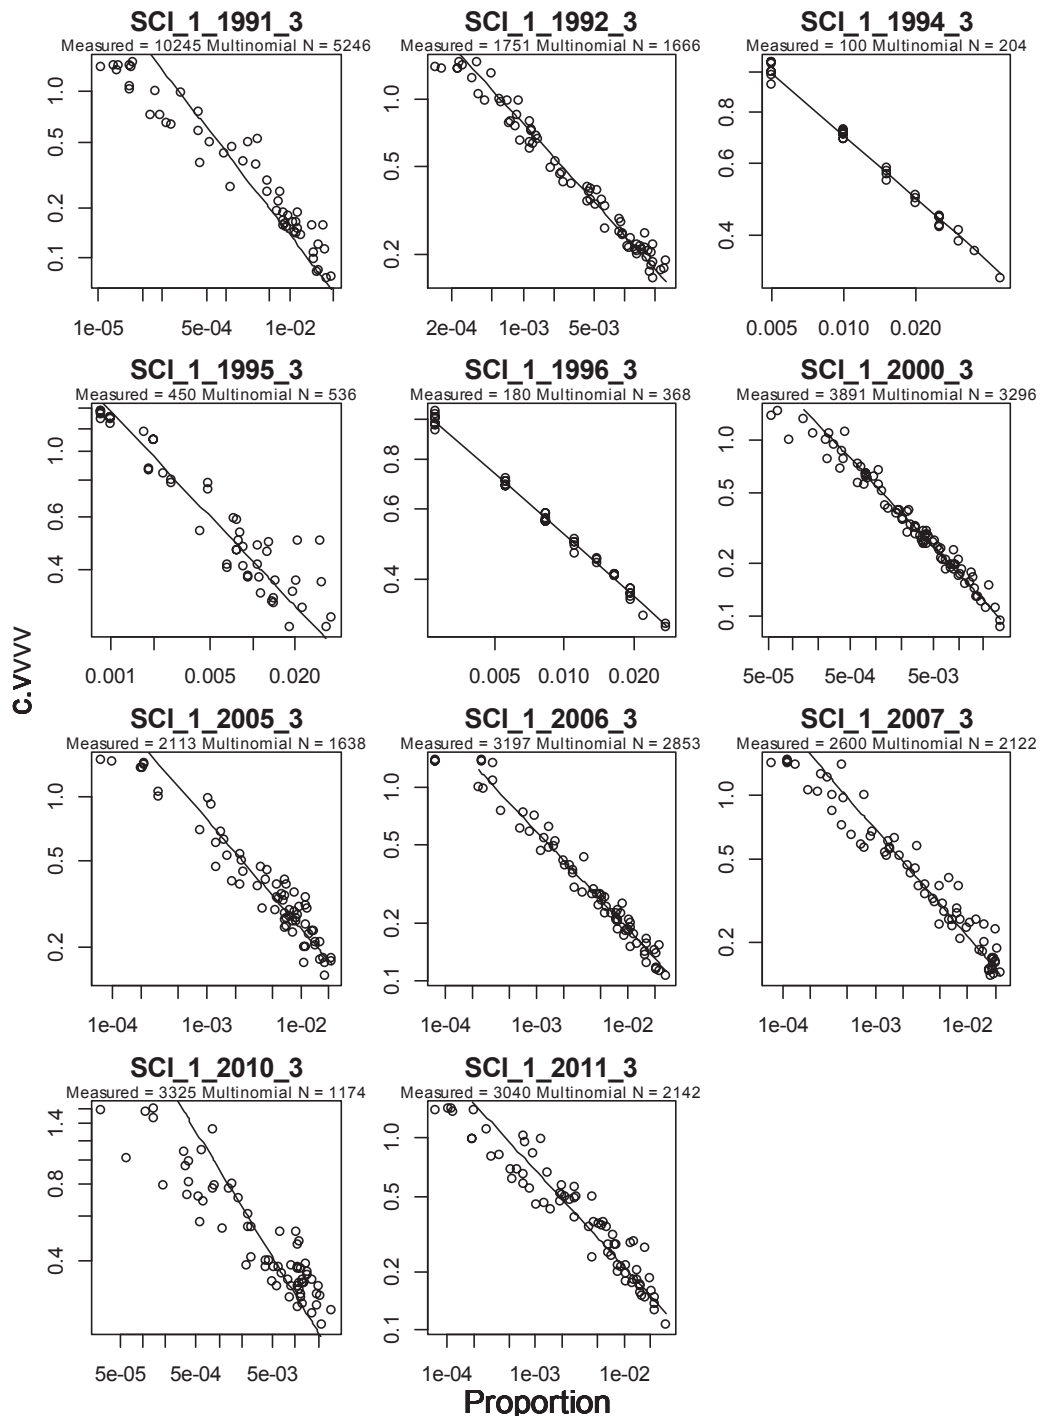 SCI_1_1991_3
Measured = 10245 Multinomial N = 5246
1.0
0.5
0.2
0.1
1e-05 5e-04 1e-02
SCI_1_1992_3
Measured = 1751 Multinomial N = 1666
1.0
0.5
0.2
2e-04 1e-03 5e-03
SCI_1_1994_3
Measured = 100 Multinomial N = 204
0.8
0.6
0.4
0.005 0.010 0.020
SCI_1_1995_3
Measured = 450 Multinomial N = 536
1.0
0.6
0.4
0.001 0.005 0.020
SCI_1_1996_3
Measured = 180 Multinomial N = 368
0.8
0.6
0.4
0.005 0.010 0.020
SCI_1_2000_3
Measured = 3891 Multinomial N = 3296
1.0
0.5
0.2
0.1
5e-05 5e-04 5e-03
c.vvvv
SCI_1_2005_3
Measured = 2113 Multinomial N = 1638
1.0
0.5
0.2
1e-04 1e-03 1e-02
SCI_1_2006_3
Measured = 3197 Multinomial N = 2853
1.0
0.5
0.2
0.1
1e-04 1e-03 1e-02
SCI_1_2007_3
Measured = 2600 Multinomial N = 2122
1.0
0.5
0.2
1e-04 1e-03 1e-02
SCI_1_2010_3
Measured = 3325 Multinomial N = 1174
1.4
0.8
0.4
5e-05 5e-04 5e-03
SCI_1_2011_3
Measured = 3040 Multinomial N = 2142
1.0
0.5
0.2
0.1
1e-04 1e-03 1e-02
Proportion